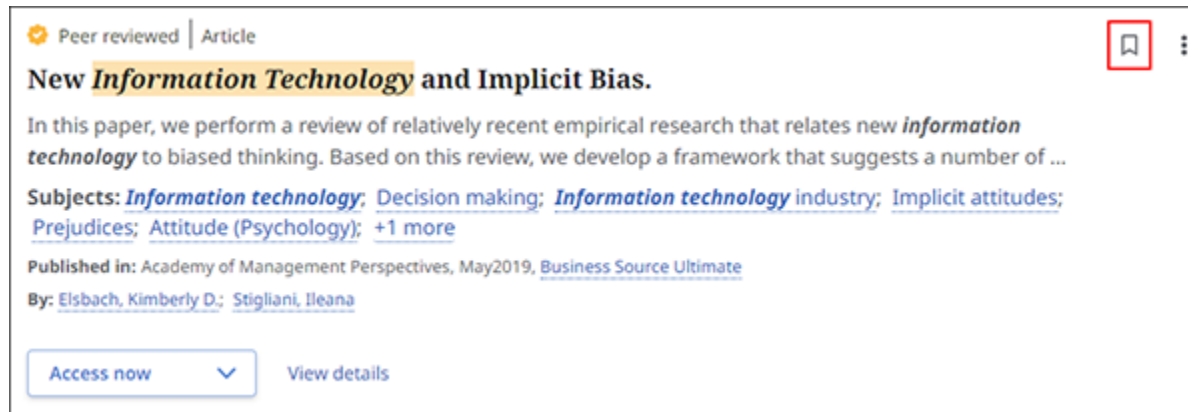 Peer reviewed | Article
New Information Technology and Implicit Bias.
In this paper, we perform a review of relatively recent empirical research that relates new information
technology to biased thinking. Based on this review, we develop a framework that suggests a number of ...
Subjects: Information technology; Decision making; Information technology industry; Implicit attitudes;
Prejudices; Attitude (Psychology); +1 more
Published in: Academy of Management Perspectives, May2019, Business Source Ultimate
By: Elsbach, Kimberly D.; Stigliani, Ileana
Access now View details